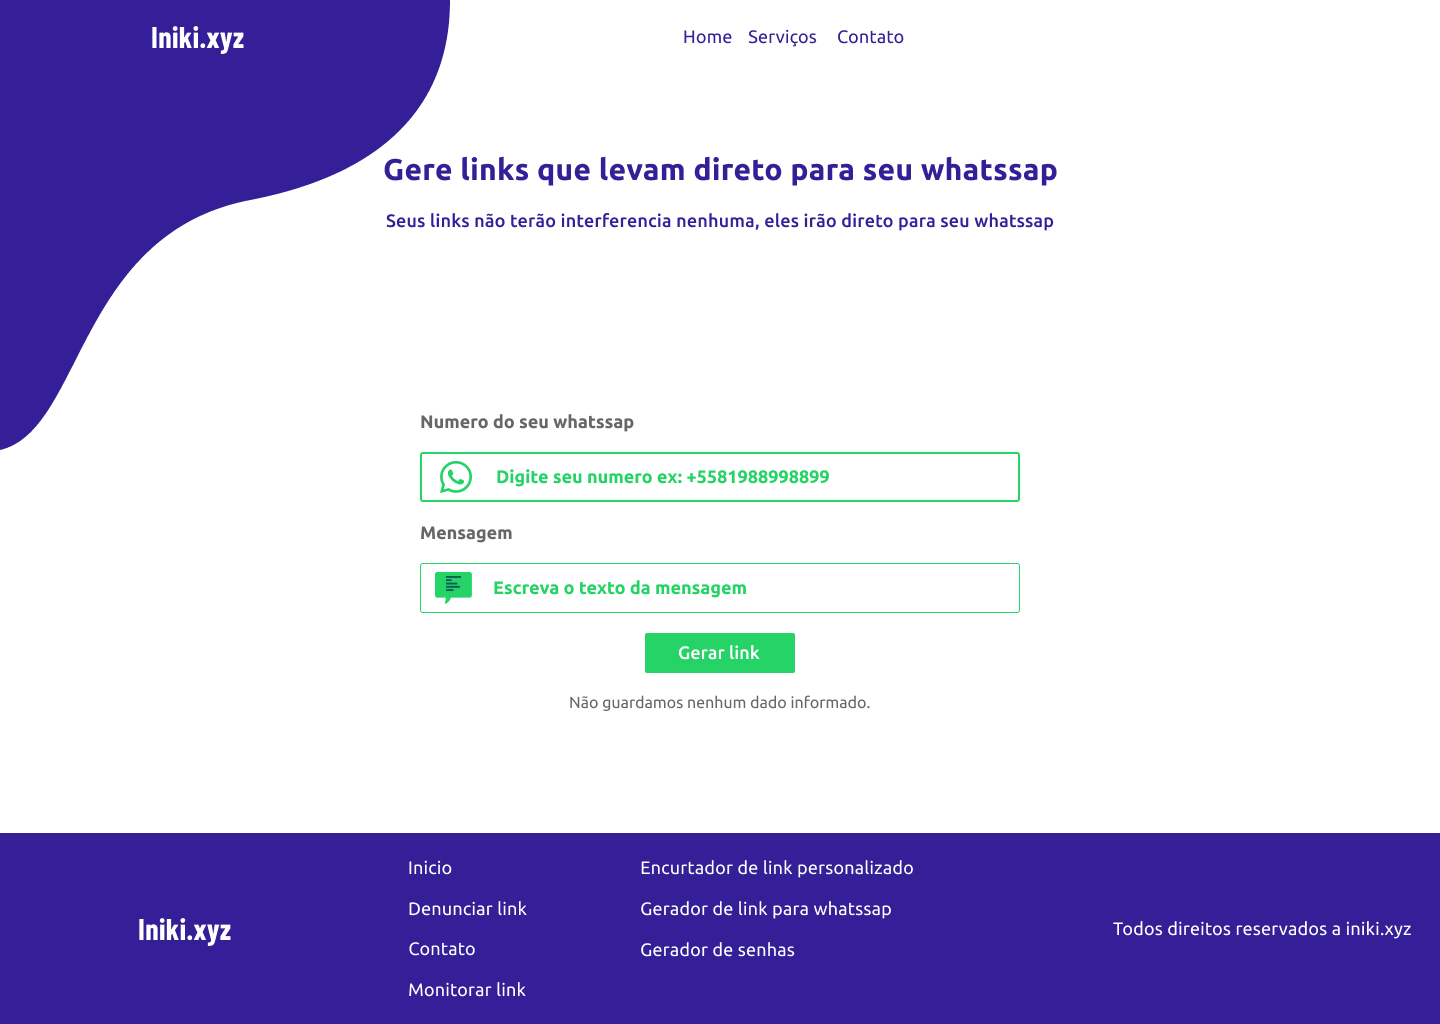 Iniki.xyz
Home Serviços Contato
Gere links que levam direto para seu whatssap
Seus links não terão interferencia nenhuma, eles irão direto para seu whatssap
Numero do seu whatssap
Digite seu numero ex: +5581988998899
Mensagem
Escreva o texto da mensagem
Gerar link
Não guardamos nenhum dado informado.
Iniki.xyz
Inicio
Denunciar link
Contato
Monitorar link
Encurtador de link personalizado
Gerador de link para whatssap
Gerador de senhas
Todos direitos reservados a iniki.xyz